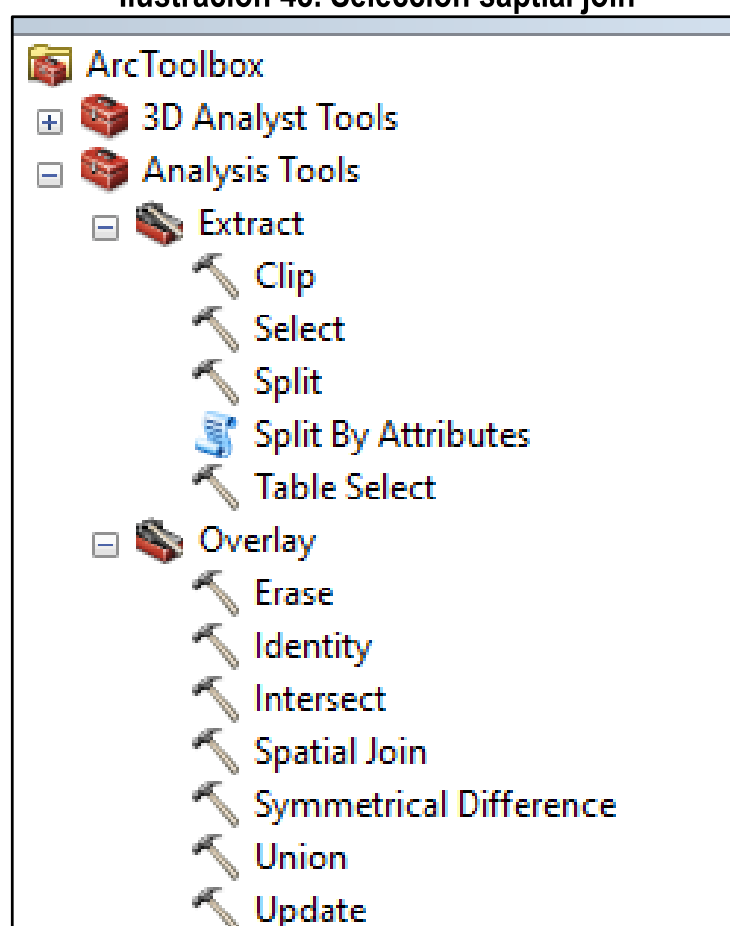 Ilustración Selección saptial join
ArcToolbox
3D Analyst Tools
Analysis Tools
Extract
Clip
Select
Split
Split By Attributes
Table Select
Overlay
Erase
Identity
Intersect
Spatial Join
Symmetrical Difference
Union
Update